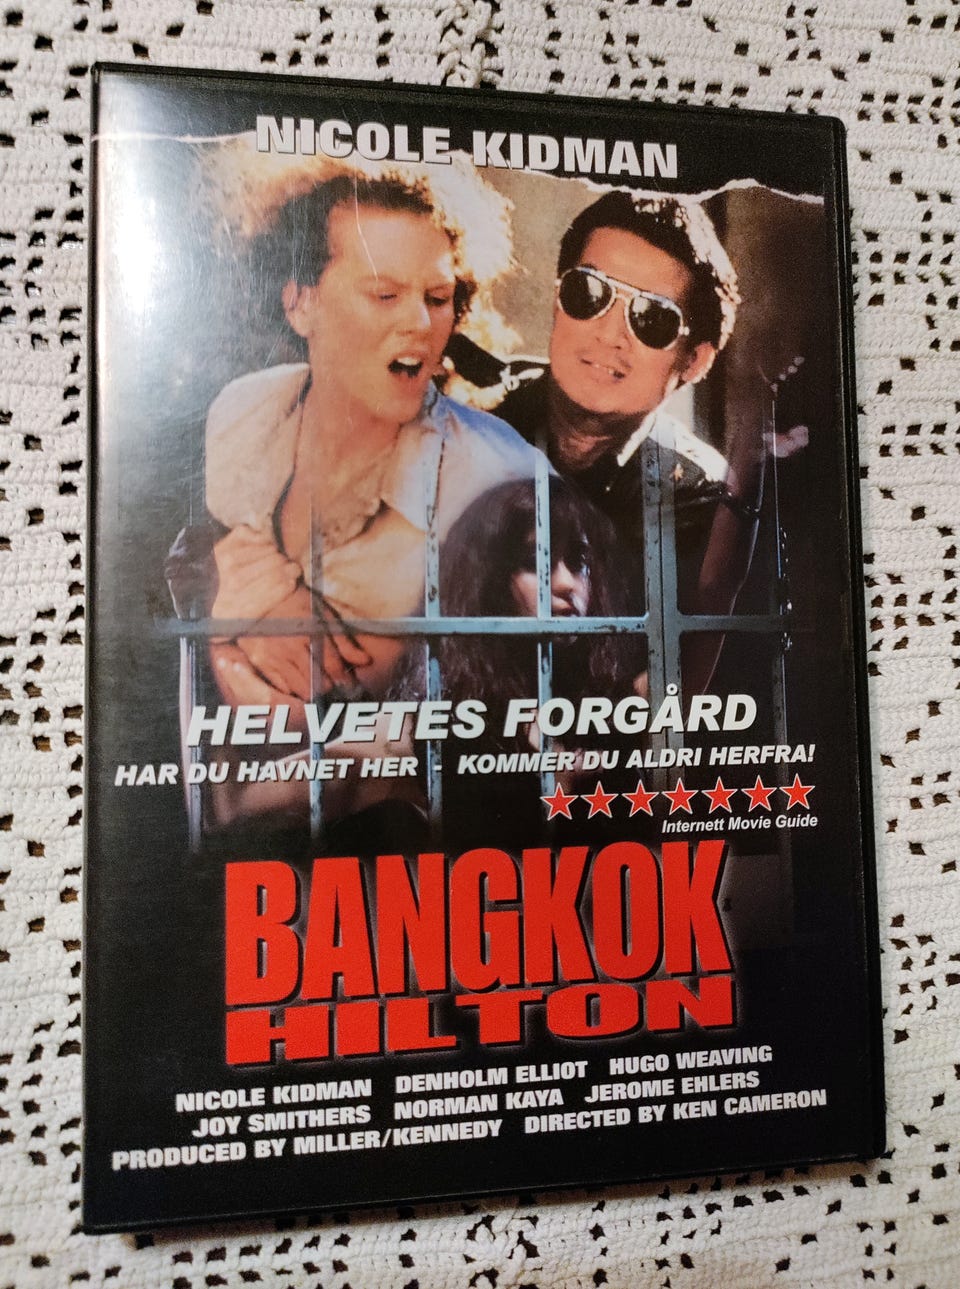 NICOLE KIDMAN
HELVETES FORGÅRD
HAR DU HAVNET HER - KOMMER DU ALDRI HERFRA!
Internett Movie Guide
BANGKOK
HILTON
NICOLE KIDMAN DENHOLM ELLIOT HUGO WEAVING
JOY SMITHERS NORMAN KAYA JEROME EHLERS
PRODUCED BY MILLER/KENNEDY DIRECTED BY KEN CAMERON